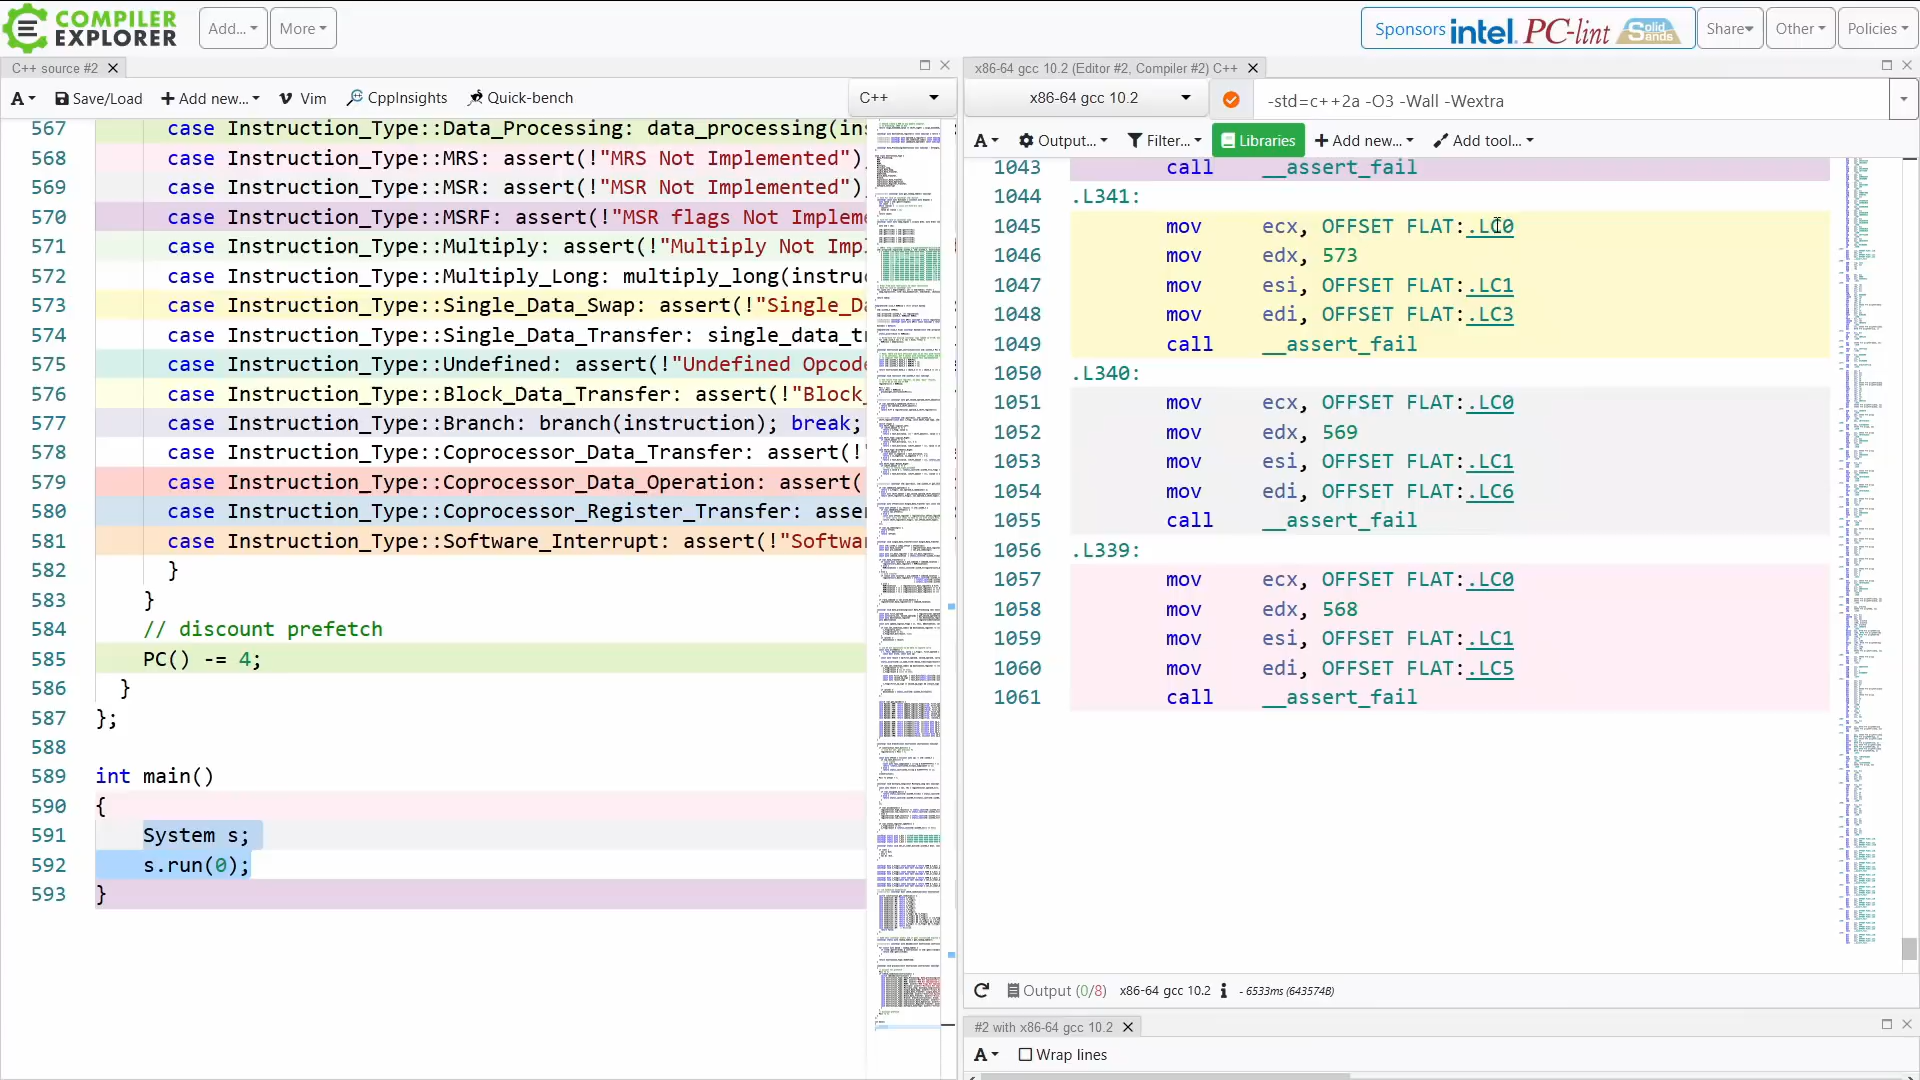 COMPILER
EXPLORER
Add...
More
Sponsors intel. PC-lint Solid Sands
Share
Other
Policies
C++ source #2
A
Save/Load
Add new...
Vim
CppInsights
Quick-bench
C++
567 case Instruction_Type::Data_Processing: data_processing(ins
568 case Instruction_Type::MRS: assert(!"MRS Not Implemented")
569 case Instruction_Type::MSR: assert(!"MSR Not Implemented")
570 case Instruction_Type::MSRF: assert(!"MSR flags Not Impleme
571 case Instruction_Type::Multiply: assert(!"Multiply Not Impl
572 case Instruction_Type::Multiply_Long: multiply_long(instruc
573 case Instruction_Type::Single_Data_Swap: assert(!"Single_Da
574 case Instruction_Type::Single_Data_Transfer: single_data_tr
575 case Instruction_Type::Undefined: assert(!"Undefined Opcode
576 case Instruction_Type::Block_Data_Transfer: assert(!"Block_
577 case Instruction_Type::Branch: branch(instruction); break;
578 case Instruction_Type::Coprocessor_Data_Transfer: assert(!"
579 case Instruction_Type::Coprocessor_Data_Operation: assert(
580 case Instruction_Type::Coprocessor_Register_Transfer: asser
581 case Instruction_Type::Software_Interrupt: assert(!"Softwar
582 }
583 }
584 // discount prefetch
585 PC() -= 4;
586 }
587 };
588
589 int main()
590 {
591 System s;
592 s.run(0);
593 }
x86-64 gcc 10.2 (Editor #2, Compiler #2) C++
x86-64 gcc 10.2
-std=c++2a -O3 -Wall -Wextra
A
Output...
Filter...
Libraries
Add new...
Add tool...
1043 call __assert_fail
1044 .L341:
1045 mov ecx, OFFSET FLAT:.LC0
1046 mov edx, 573
1047 mov esi, OFFSET FLAT:.LC1
1048 mov edi, OFFSET FLAT:.LC3
1049 call __assert_fail
1050 .L340:
1051 mov ecx, OFFSET FLAT:.LC0
1052 mov edx, 569
1053 mov esi, OFFSET FLAT:.LC1
1054 mov edi, OFFSET FLAT:.LC6
1055 call __assert_fail
1056 .L339:
1057 mov ecx, OFFSET FLAT:.LC0
1058 mov edx, 568
1059 mov esi, OFFSET FLAT:.LC1
1060 mov edi, OFFSET FLAT:.LC5
1061 call __assert_fail
Output (0/8) x86-64 gcc 10.2 i - 6533ms (643574B)
#2 with x86-64 gcc 10.2
A
Wrap lines